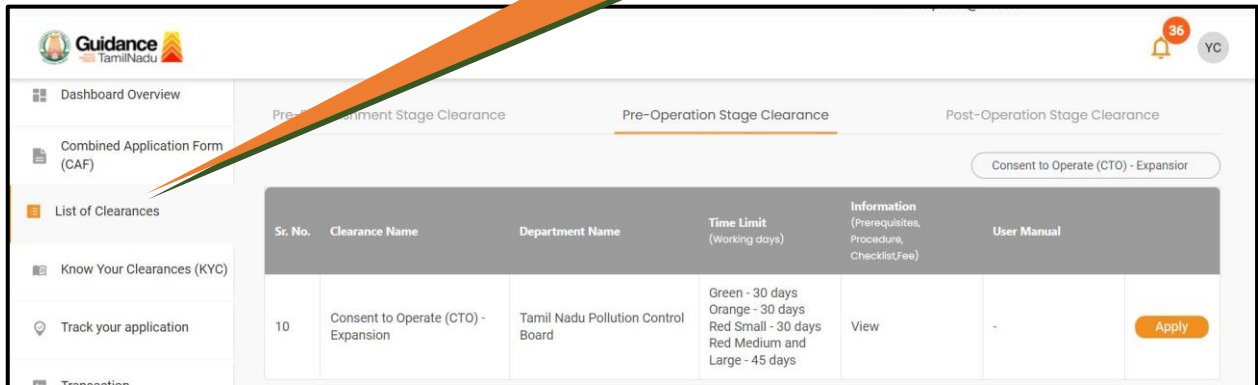 Guidance
TamilNadu
36
YC
Dashboard Overview
Combined Application Form
(CAF)
List of Clearances
Know Your Clearances (KYC)
Track your application
Transaction
Stage Clearance
Pre-Operation Stage Clearance
Post-Operation Stage Clearance
Consent to Operate (CTO) - Expansior
Sr. No.
Clearance Name
Department Name
Time Limit
(Working days)
Information
(Prerequisites,
Procedure,
Checklist,Fee)
User Manual
10
Consent to Operate (CTO) -
Expansion
Tamil Nadu Pollution Control
Board
Green - 30 days
Orange - 30 days
Red Small - 30 days
Red Medium and
Large - 45 days
View
-
Apply